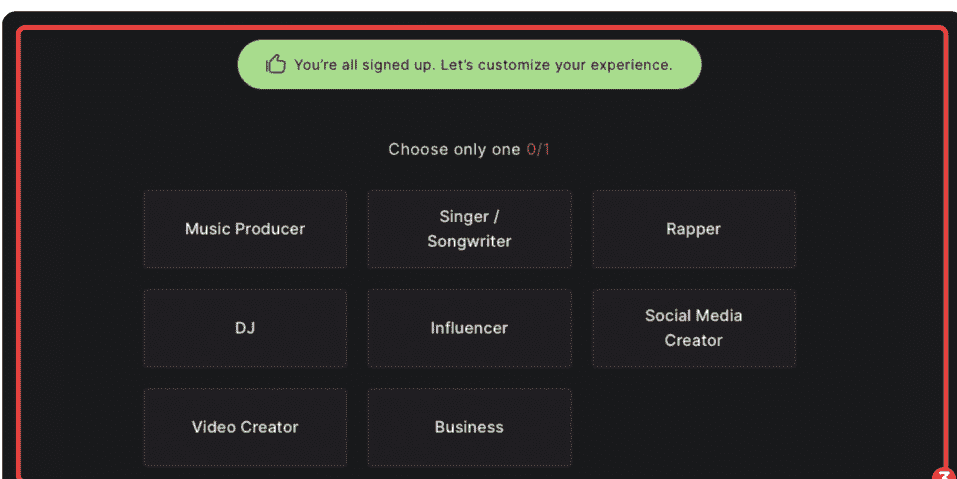 You're all signed up. Let's customize your experience.
Choose only one 0/1
Music Producer
Singer /
Songwriter
Rapper
DJ
Influencer
Social Media
Creator
Video Creator
Business
3